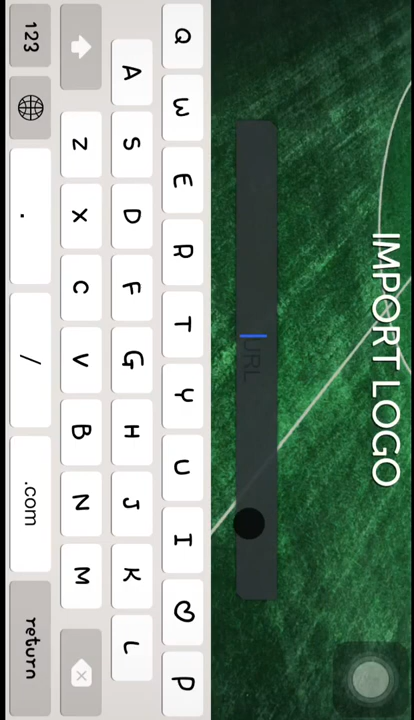 IMPORT LOGO
URL
Q W E R T Y U I ♡ P
A S D F G H J K L
Z X C V B N M
123 . / .com return